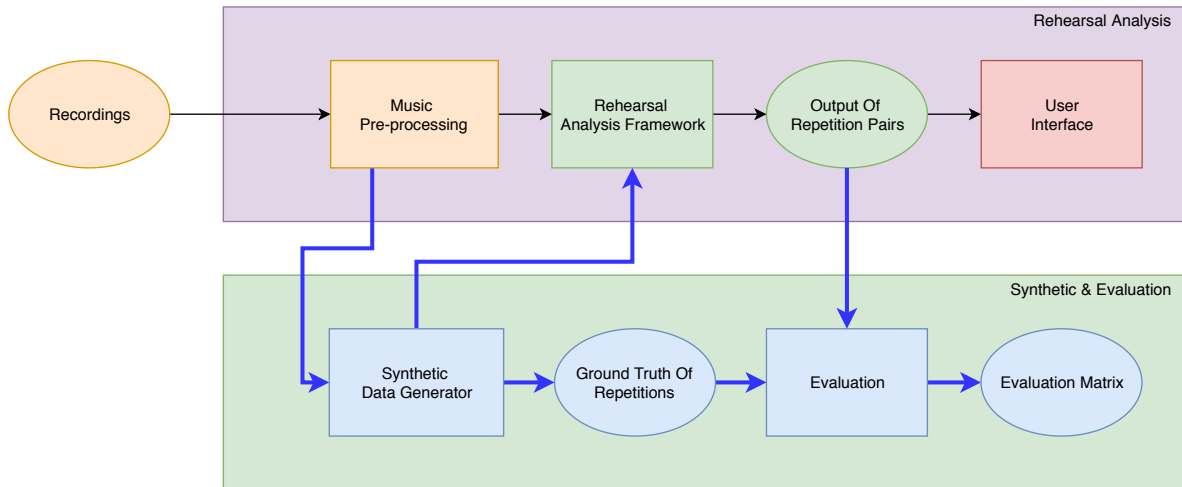 Rehearsal Analysis
Recordings
Music
Pre-processing
Rehearsal
Analysis Framework
Output Of
Repetition Pairs
User
Interface
Synthetic & Evaluation
Synthetic
Data Generator
Ground Truth Of
Repetitions
Evaluation
Evaluation Matrix